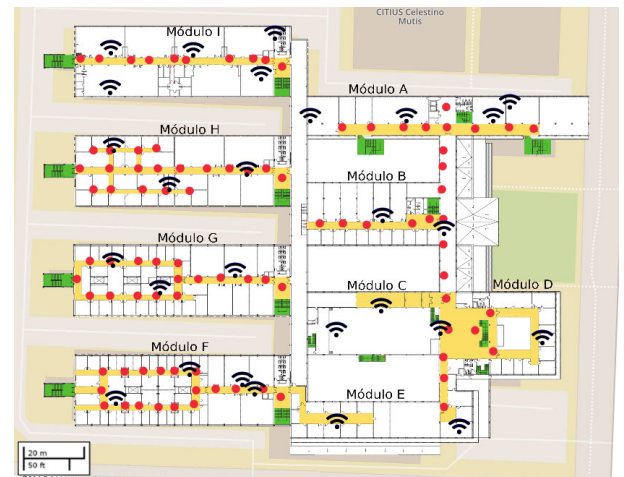 CITIUS Celestino
Mutis
Módulo I
Módulo A
Módulo H
Módulo B
Módulo G
Módulo C
Módulo D
Módulo F
Módulo E
20 m
50 ft